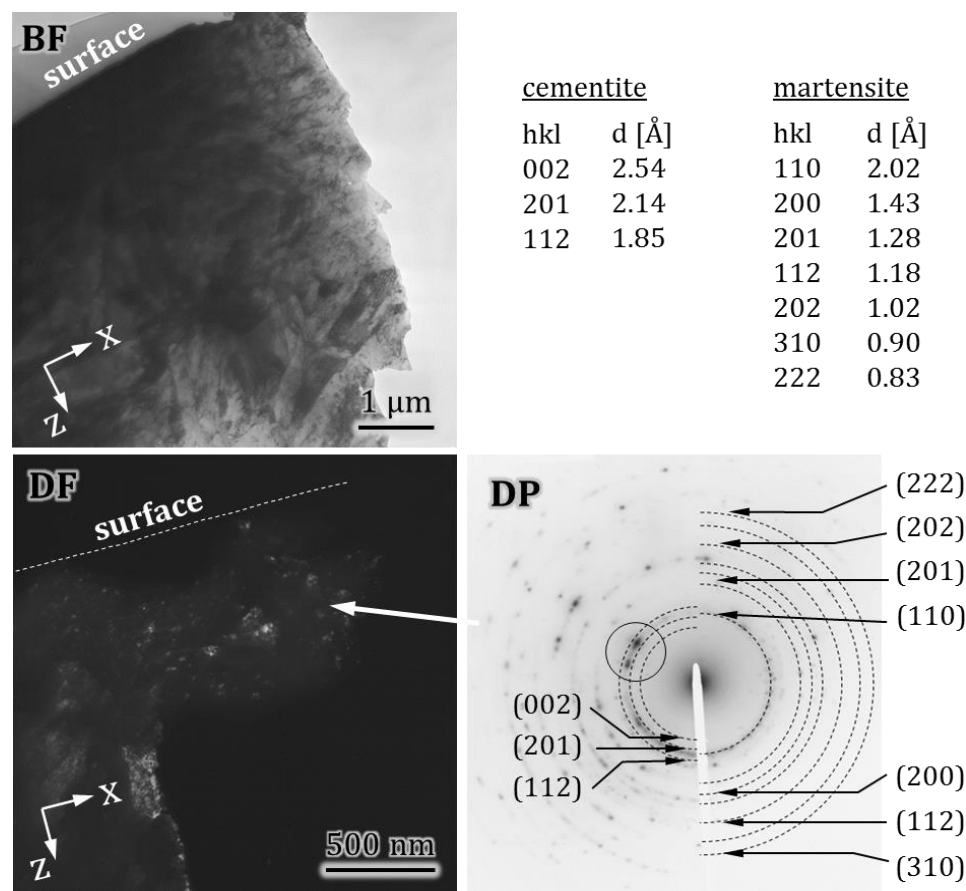 BF
surface
X
Z
1 μm
cementite
hkl d [Å]
002 2.54
201 2.14
112 1.85
martensite
hkl d [Å]
110 2.02
200 1.43
201 1.28
112 1.18
202 1.02
310 0.90
222 0.83
DF
surface
X
Z
500 nm
DP
(222)
(202)
(201)
(110)
(002)
(201)
(112)
(200)
(112)
(310)